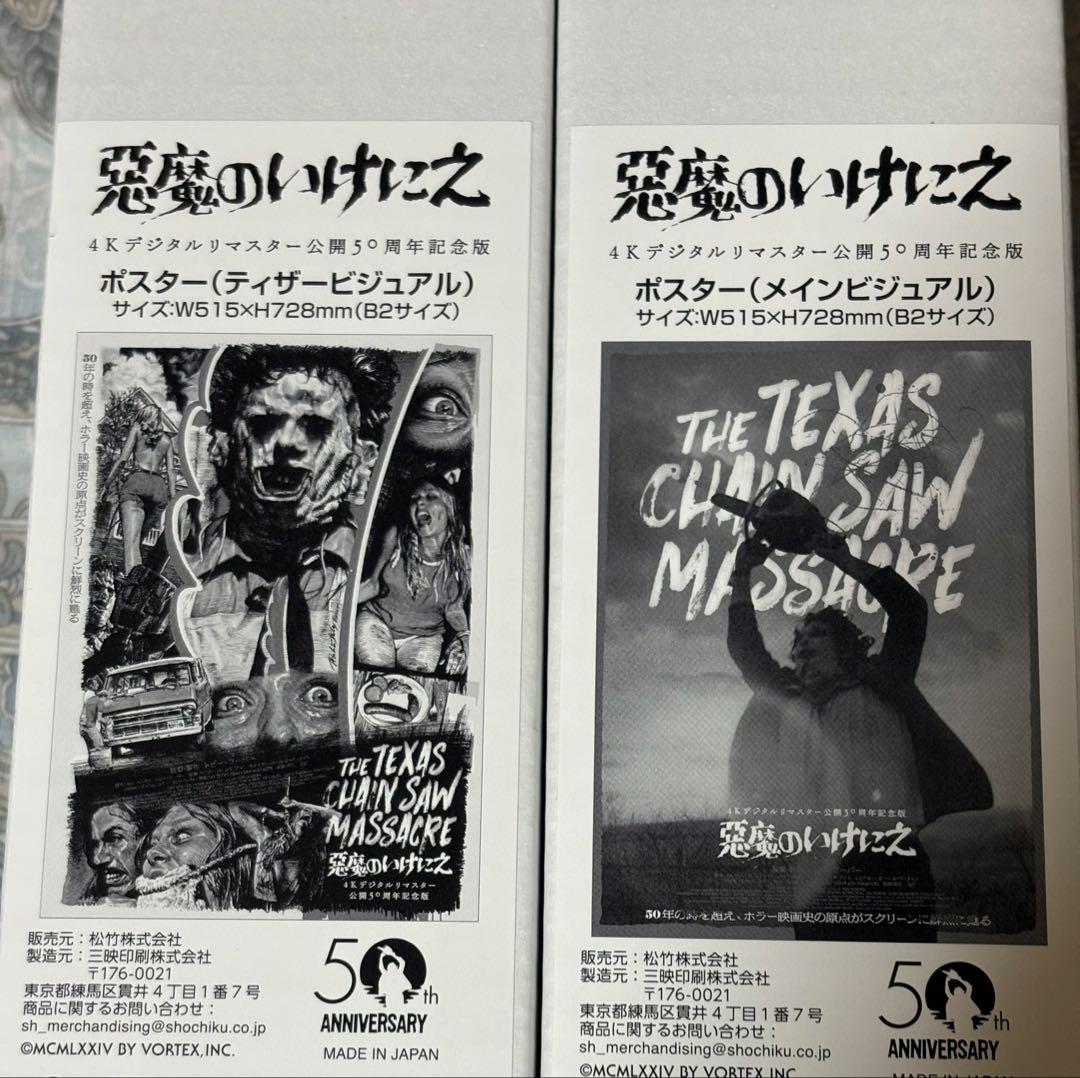 悪魔のいけにえ
4Kデジタルリマスター公開50周年記念版
ポスター(ティザービジュアル)
サイズ:W515×H728mm(B2サイズ)
50年の時を超え、ホラー映画史の原点がスクリーンに鮮烈に甦る
THE TEXAS
CHAIN SAW
MASSACRE
悪魔のいけにえ
4Kデジタルリマスター
公開50周年記念版
販売元:松竹株式会社
製造元:三映印刷株式会社
〒176-0021
東京都練馬区貫井4丁目1番7号
商品に関するお問い合わせ:
sh_merchandising@shochiku.co.jp
©MCMLXXIV BY VORTEX,INC.
50th
ANNIVERSARY
MADE IN JAPAN
悪魔のいけにえ
4Kデジタルリマスター公開50周年記念版
ポスター(メインビジュアル)
サイズ:W515×H728mm(B2サイズ)
THE TEXAS
CHAIN SAW
MASSACRE
4Kデジタルリマスター公開50周年記念版
悪魔のいけにえ
50年の時を超え、ホラー映画史の原点がスクリーンに鮮烈に甦る
販売元:松竹株式会社
製造元:三映印刷株式会社
〒176-0021
東京都練馬区貫井4丁目1番7号
商品に関するお問い合わせ:
sh_merchandising@shochiku.co.jp
©MCMLXXIV BY VORTEX,INC.
50th
ANNIVERSARY
MADE IN JAPAN